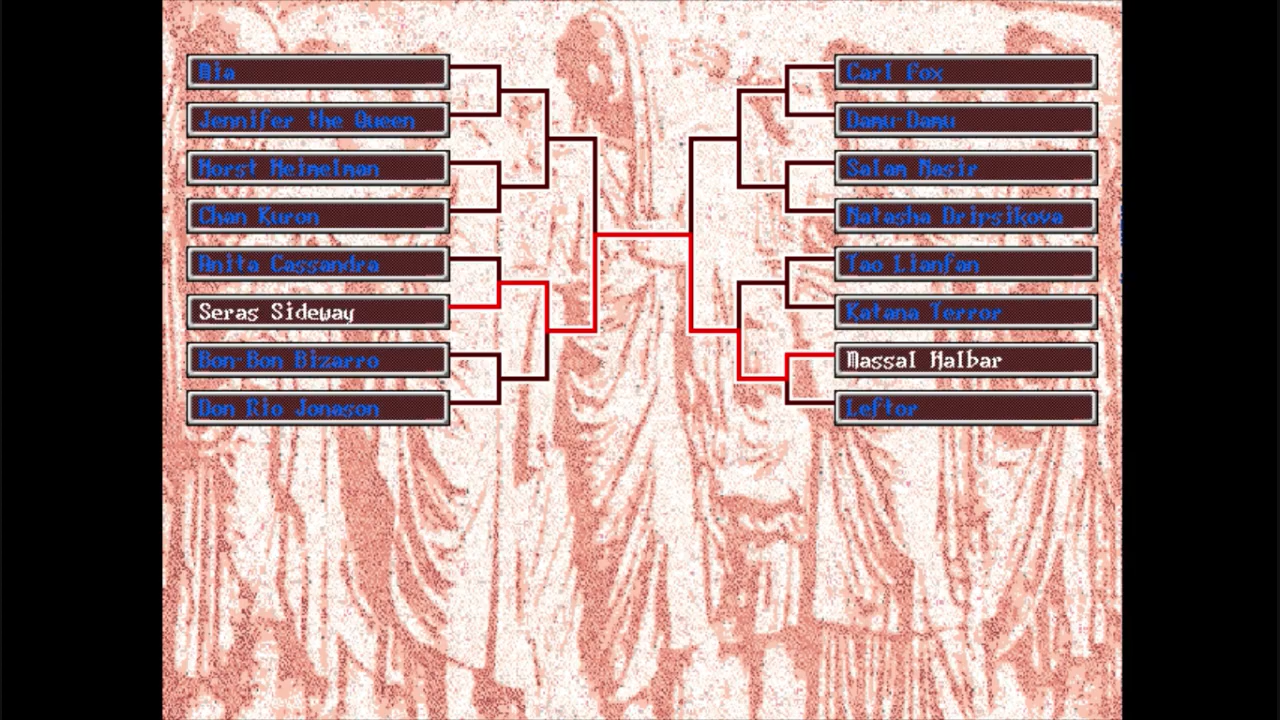 Mia
Jennifer the Queen
Horst Heimelman
Chan Kuron
Anita Cassandra
Seras Sideway
Bon-Bon Bizarro
Don Rio Jonason
Carl fox
Damu-Damu
Salam Nasir
Natasha Dripsikova
Tao Lianfan
Katana Terror
Massal Halbar
Leftor